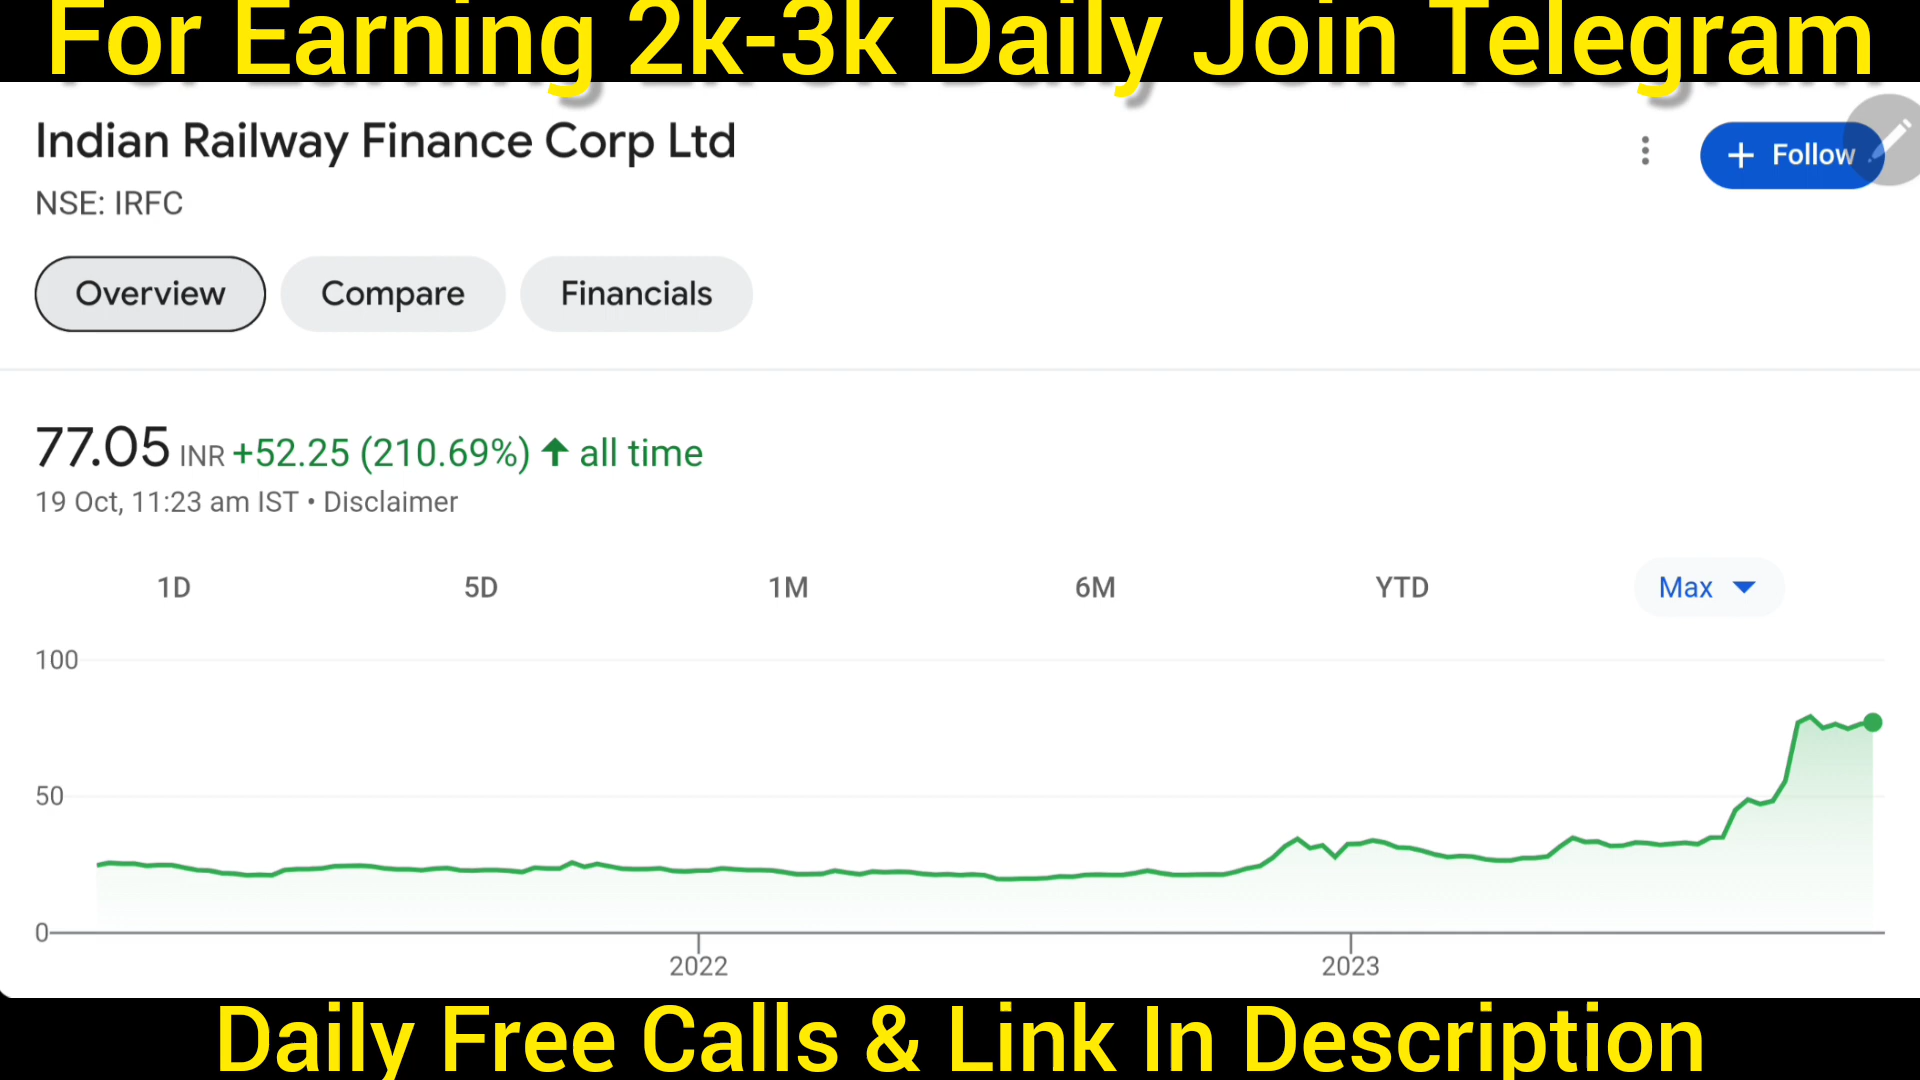 For Earning 2k-3k Daily Join Telegram
Indian Railway Finance Corp Ltd
+ Follow
NSE: IRFC
Overview Compare Financials
77.05 INR +52.25 (210.69%) ↑ all time
19 Oct, 11:23 am IST • Disclaimer
1D 5D 1M 6M YTD Max
100
50
0
2022 2023
Daily Free Calls & Link In Description